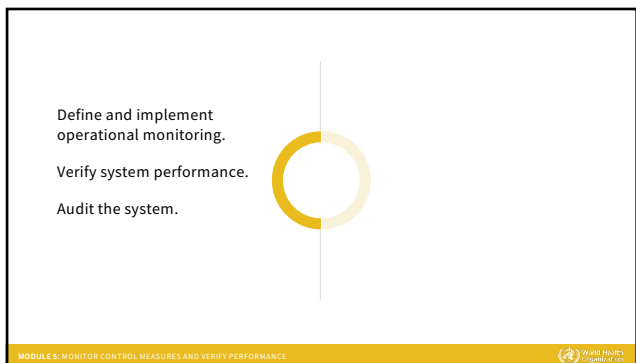 Define and implement
operational monitoring.
Verify system performance.
Audit the system.
MODULE 5: MONITOR CONTROL MEASURES AND VERIFY PERFORMANCE
World Health
Organization